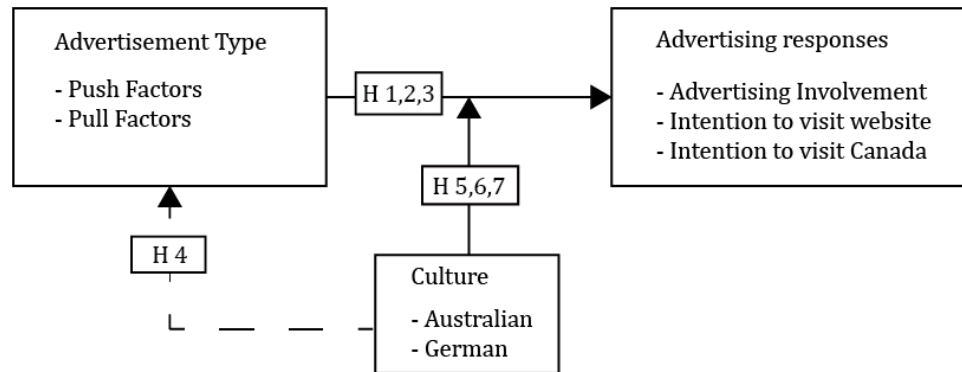 Advertisement Type
- Push Factors
- Pull Factors
H 1,2,3
Advertising responses
- Advertising Involvement
- Intention to visit website
- Intention to visit Canada
H 5,6,7
H 4
Culture
- Australian
- German